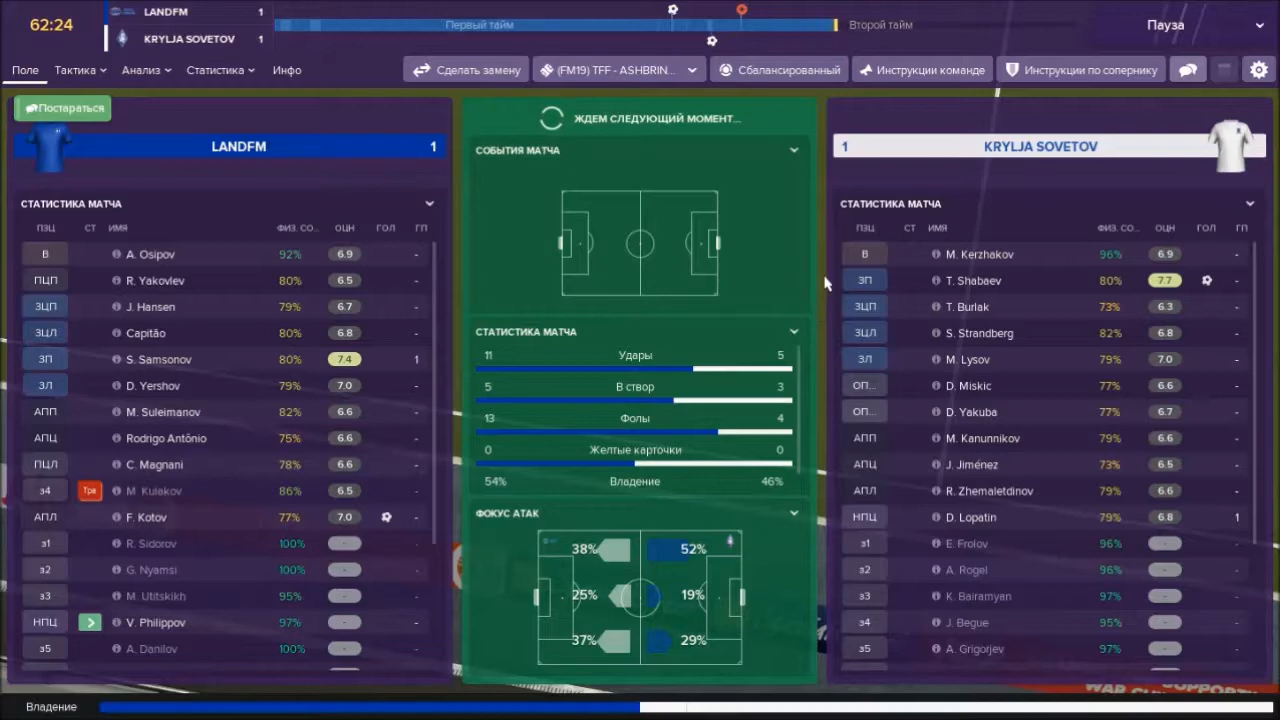 62:24
LANDFM 1
KRYLJA SOVETOV 1
Первый тайм
Второй тайм
Пауза
Поле Тактика Анализ Статистика Инфо
Сделать замену
(FM19) TFF - ASHBRIN...
Сбалансированный
Инструкции команде
Инструкции по сопернику
Постараться
LANDFM 1
СТАТИСТИКА МАТЧА
ПЗЦ СТ ИМЯ ФИЗ. СО... ОЦН ГОЛ ГП
В A. Osipov 92% 6.9 -
ПЦП R. Yakovlev 80% 6.5 -
ЗЦП J. Hansen 79% 6.7 -
ЗЦЛ Capitão 80% 6.8 -
ЗП S. Samsonov 80% 7.4 1
ЗЛ D. Yershov 79% 7.0 -
АПП M. Suleimanov 82% 6.6 -
АПЦ Rodrigo Antônio 75% 6.6 -
ПЦЛ C. Magnani 78% 6.6 -
з4 Трв M Kulakov 86% 6.5 -
АПЛ F. Kotov 77% 7.0 -
з1 R. Sidorov 100% - -
з2 G. Nyamsi 100% - -
з3 M. Utitskikh 95% - -
НПЦ V. Philippov 97% - -
з5 A. Danilov 100% - -
ЖДЕМ СЛЕДУЮЩИЙ МОМЕНТ...
СОБЫТИЯ МАТЧА
СТАТИСТИКА МАТЧА
11 Удары 5
5 В створ 3
13 Фолы 4
0 Желтые карточки 0
54% Владение 46%
ФОКУС АТАК
38% 52%
25% 19%
37% 29%
1 KRYLJA SOVETOV
СТАТИСТИКА МАТЧА
ПЗЦ СТ ИМЯ ФИЗ. СО... ОЦН ГОЛ ГП
В M. Kerzhakov 96% 6.9 -
ЗП T. Shabaev 80% 7.7 -
ЗЦП T. Burlak 73% 6.3 -
ЗЦЛ S. Strandberg 82% 6.8 -
ЗЛ M. Lysov 79% 7.0 -
ОП... D. Miskic 77% 6.6 -
ОП... D. Yakuba 77% 6.7 -
АПП M. Kanunnikov 79% 6.6 -
АПЦ J. Jiménez 73% 6.5 -
АПЛ R. Zhemaletdinov 79% 6.6 -
НПЦ D. Lopatin 79% 6.8 1
з1 E. Frolov 96% - -
з2 A. Rogel 96% - -
з3 K. Bairamyan 97% - -
з4 J. Begue 95% - -
з5 A. Grigorjev 97% - -
Владение